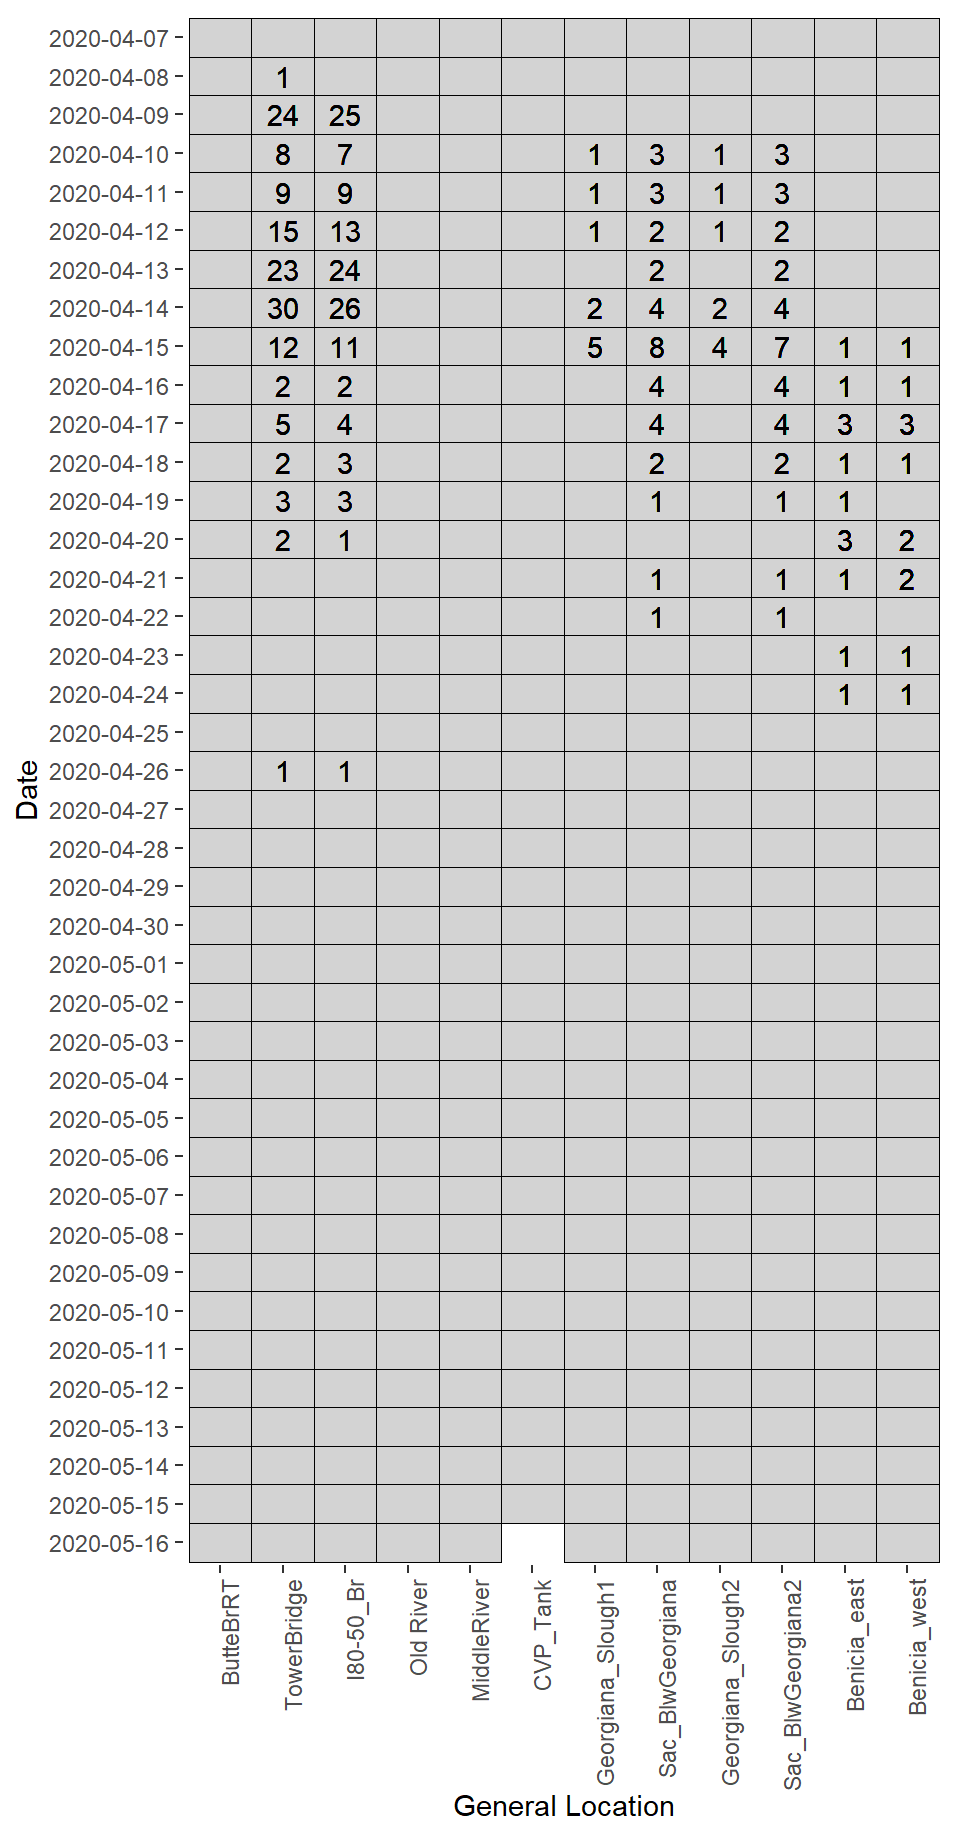 2020-04-07
2020-04-08 1
2020-04-09 24 25
2020-04-10 8 7 1 3 1 3
2020-04-11 9 9 1 3 1 3
2020-04-12 15 13 1 2 1 2
2020-04-13 23 24 2 2
2020-04-14 30 26 2 4 2 4
2020-04-15 12 11 5 8 4 7 1 1
2020-04-16 2 2 4 4 1 1
2020-04-17 5 4 4 4 3 3
2020-04-18 2 3 2 2 1 1
2020-04-19 3 3 1 1 1
2020-04-20 2 1 3 2
2020-04-21 1 1 1 2
2020-04-22 1 1
2020-04-23 1 1
2020-04-24 1 1
2020-04-25
2020-04-26 1 1
2020-04-27
2020-04-28
2020-04-29
2020-04-30
2020-05-01
2020-05-02
2020-05-03
2020-05-04
2020-05-05
2020-05-06
2020-05-07
2020-05-08
2020-05-09
2020-05-10
2020-05-11
2020-05-12
2020-05-13
2020-05-14
2020-05-15
2020-05-16
Date
ButteBrRT
TowerBridge
I80-50_Br
Old River
MiddleRiver
CVP_Tank
Georgiana_Slough1
Sac_BlwGeorgiana
Georgiana_Slough2
Sac_BlwGeorgiana2
Benicia_east
Benicia_west
General Location